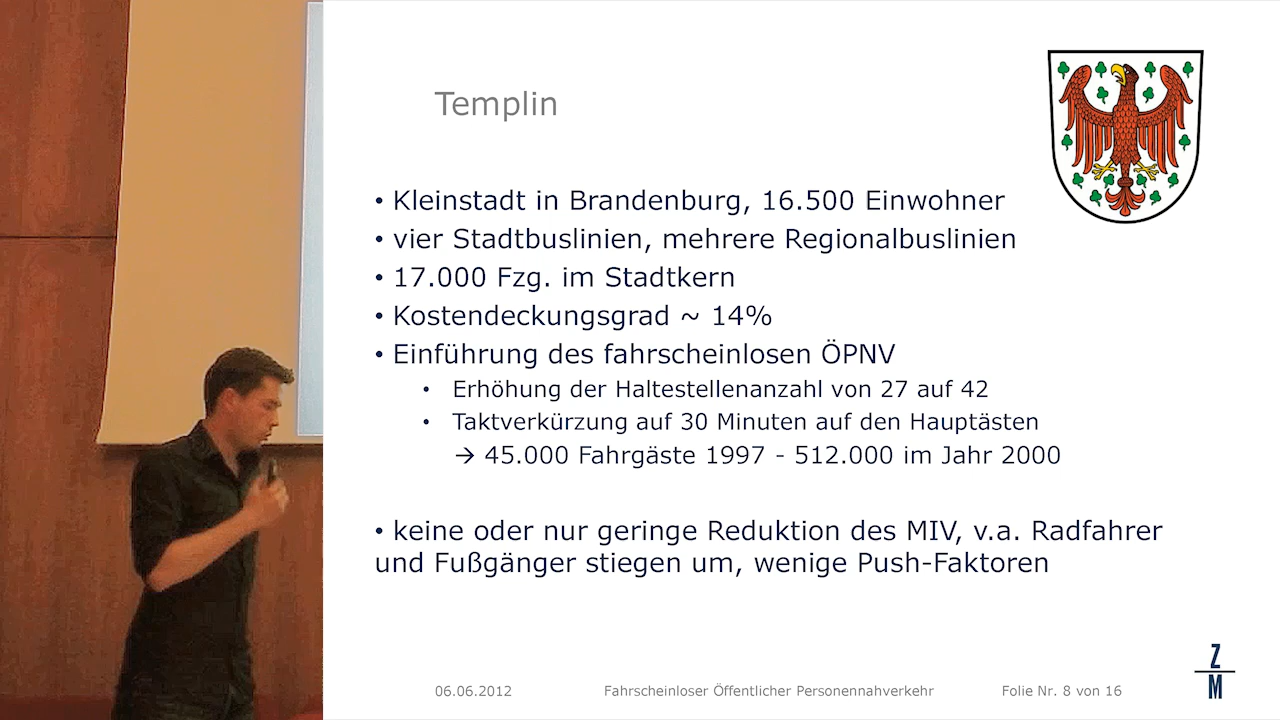 Templin
• Kleinstadt in Brandenburg, 16.500 Einwohner
• vier Stadtbuslinien, mehrere Regionalbuslinien
• 17.000 Fzg. im Stadtkern
• Kostendeckungsgrad ~ 14%
• Einführung des fahrscheinlosen ÖPNV
• Erhöhung der Haltestellenanzahl von 27 auf 42
• Taktverkürzung auf 30 Minuten auf den Hauptästen
→ 45.000 Fahrgäste 1997 - 512.000 im Jahr 2000
• keine oder nur geringe Reduktion des MIV, v.a. Radfahrer
und Fußgänger stiegen um, wenige Push-Faktoren
Z
M
06.06.2012 Fahrscheinloser Öffentlicher Personennahverkehr Folie Nr. 8 von 16